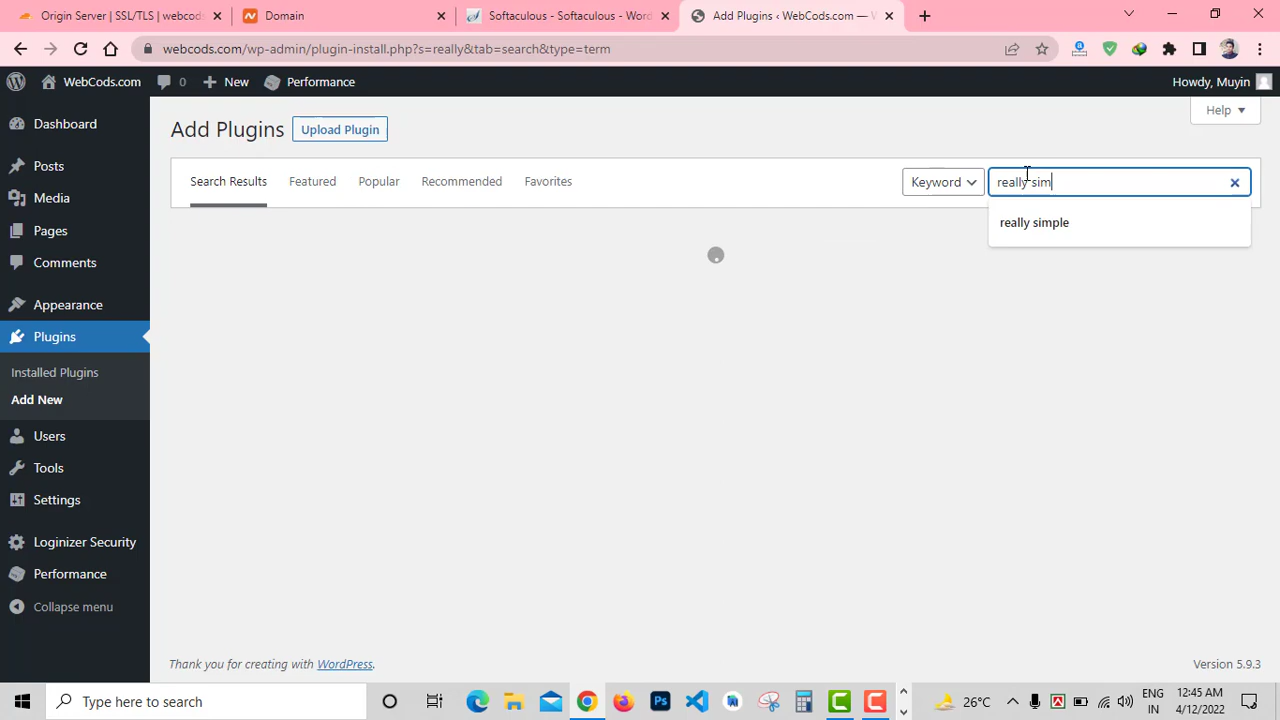 Origin Server | SSL/TLS | webcods
Domain
Softaculous - Softaculous - Word
Add Plugins ‹ WebCods.com —
webcods.com/wp-admin/plugin-install.php?s=really&tab=search&type=term
WebCods.com
0
New
Performance
Howdy, Muyin
Help
Dashboard
Posts
Media
Pages
Comments
Appearance
Plugins
Installed Plugins
Add New
Users
Tools
Settings
Loginizer Security
Performance
Collapse menu
Add Plugins
Upload Plugin
Search Results
Featured
Popular
Recommended
Favorites
Keyword
really sim
really simple
Thank you for creating with WordPress.
Version 5.9.3
Type here to search
Ps
26°C
ENG
IN
12:45 AM
4/12/2022